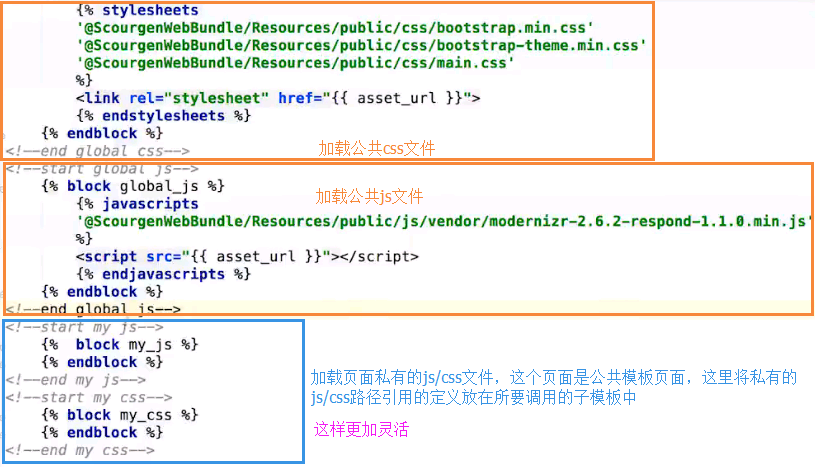 {% stylesheets
'@ScourgenWebBundle/Resources/public/css/bootstrap.min.css'
'@ScourgenWebBundle/Resources/public/css/bootstrap-theme.min.css'
'@ScourgenWebBundle/Resources/public/css/main.css'
%}
<link rel="stylesheet" href="{{ asset_url }}">
{% endstylesheets %}
{% endblock %}
<!--end global css-->
加载公共css文件
<!--start global js-->
{% block global_js %}
加载公共js文件
{% javascripts
'@ScourgenWebBundle/Resources/public/js/vendor/modernizr-2.6.2-respond-1.1.0.min.js'
%}
<script src="{{ asset_url }}"></script>
{% endjavascripts %}
{% endblock %}
<!--end global js-->
<!--start my js-->
{%  block my_js %}
{% endblock %}
<!--end my js-->
<!--start my css-->
{% block my_css %}
{% endblock %}
<!--end my css-->
加载页面私有的js/css文件，这个页面是公共模板页面，这里将私有的
js/css路径引用的定义放在所要调用的子模板中
这样更加灵活